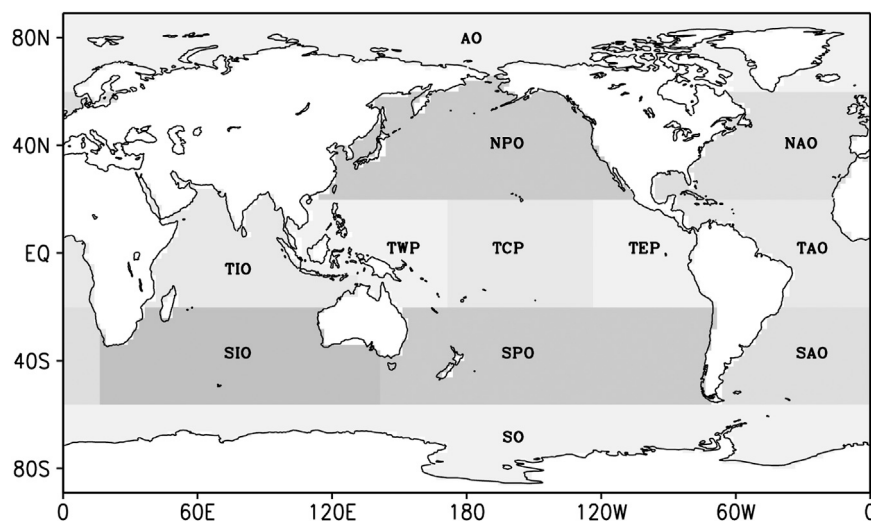 80N
AO
40N
NPO
NAO
EQ
TIO
TWP
TCP
TEP
TAO
40S
SIO
SPO
SAO
SO
80S
0 60E 120E 180 120W 60W 0